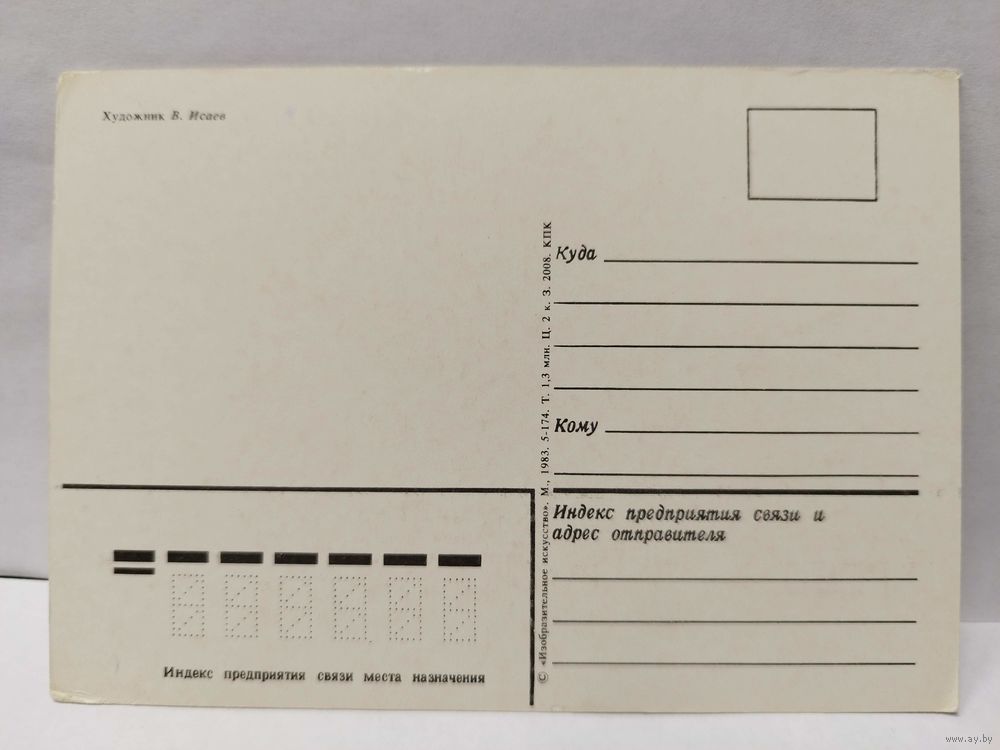 Художник В. Исаев
© «Изобразительное искусство». М., 1983. 5-174. Т. 1,3 млн. Ц. 2 к. З. 2008. КПК
Куда
Кому
Индекс предприятия связи и
адрес отправителя
Индекс предприятия связи места назначения
www.ay.by